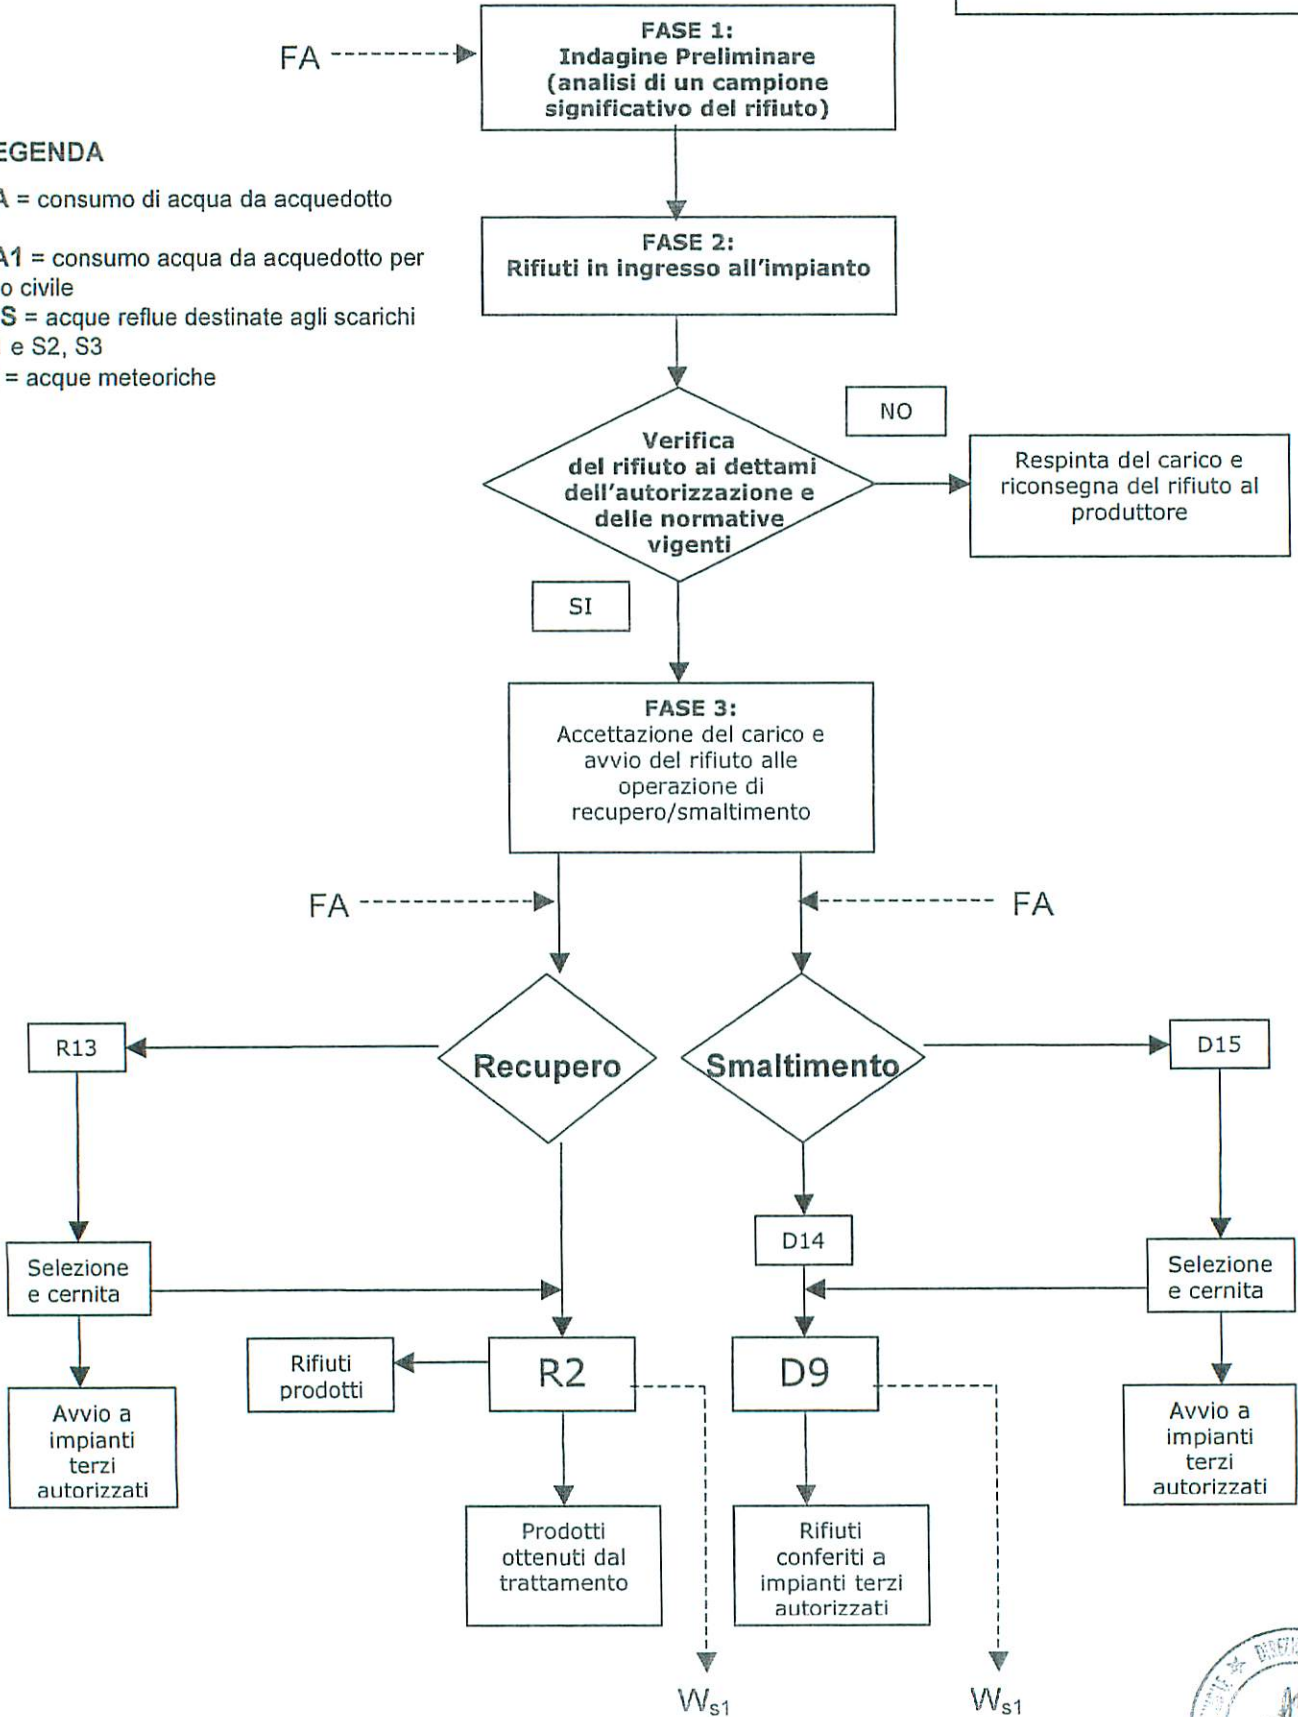 FASE 1:
Indagine Preliminare
(analisi di un campione
significativo del rifiuto)
FA
EGENDA
A = consumo di acqua da acquedotto
A1 = consumo acqua da acquedotto per
o civile
S = acque reflue destinate agli scarichi
e S2, S3
= acque meteoriche
FASE 2:
Rifiuti in ingresso all'impianto
Verifica
del rifiuto ai dettami
dell'autorizzazione e
delle normative
vigenti
NO
Respinta del carico e
riconsegna del rifiuto al
produttore
SI
FASE 3:
Accettazione del carico e
avvio del rifiuto alle
operazione di
recupero/smaltimento
FA
FA
R13
Recupero
Smaltimento
D15
D14
Selezione
e cernita
Selezione
e cernita
Rifiuti
prodotti
R2
D9
Avvio a
impianti
terzi
autorizzati
Avvio a
impianti
terzi
autorizzati
Prodotti
ottenuti dal
trattamento
Rifiuti
conferiti a
impianti terzi
autorizzati
Ws1
Ws1